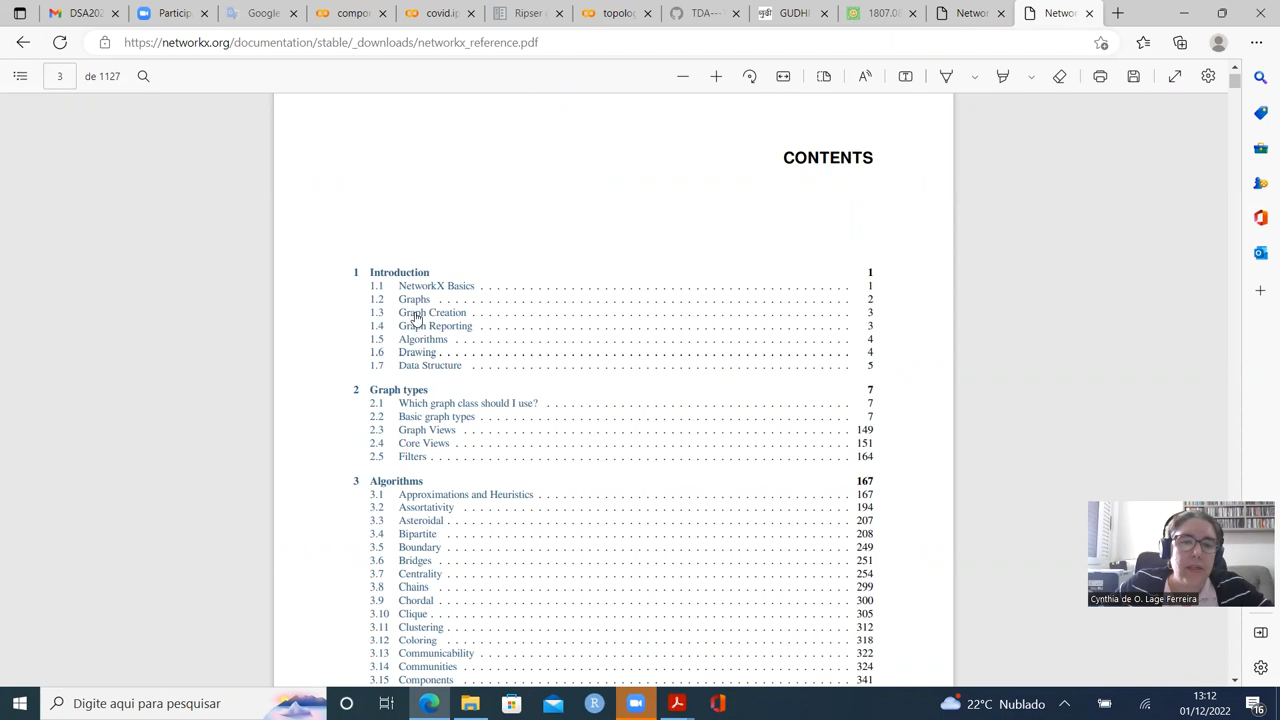 DSA202
Particip
Google
compor
covid.ip
Ripser
topolog
TDA---
GUDHI
1807.08
Networ
Networ
https://networkx.org/documentation/stable/_downloads/networkx_reference.pdf
3 de 1127
CONTENTS
1 Introduction 1
1.1 NetworkX Basics 1
1.2 Graphs 2
1.3 Graph Creation 3
1.4 Graph Reporting 3
1.5 Algorithms 4
1.6 Drawing 4
1.7 Data Structure 5
2 Graph types 7
2.1 Which graph class should I use? 7
2.2 Basic graph types 7
2.3 Graph Views 149
2.4 Core Views 151
2.5 Filters 164
3 Algorithms 167
3.1 Approximations and Heuristics 167
3.2 Assortativity 194
3.3 Asteroidal 207
3.4 Bipartite 208
3.5 Boundary 249
3.6 Bridges 251
3.7 Centrality 254
3.8 Chains 299
3.9 Chordal 300
3.10 Clique 305
3.11 Clustering 312
3.12 Coloring 318
3.13 Communicability 322
3.14 Communities 324
3.15 Components 341
Cynthia de O. Lage Ferreira
Digite aqui para pesquisar
22°C Nublado
13:12
01/12/2022
16